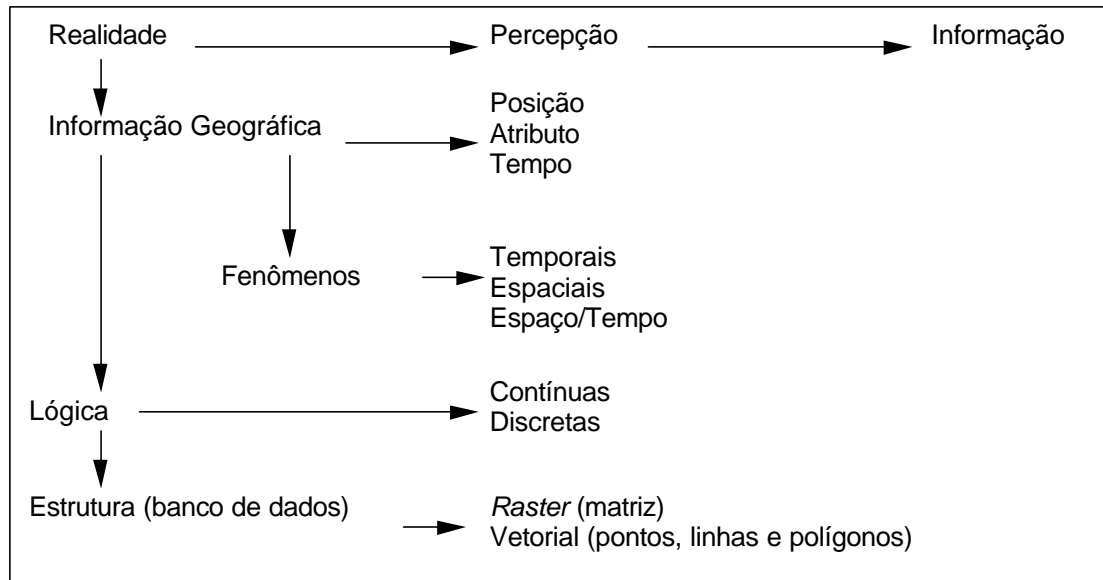 Realidade
Percepção
Informação
Informação Geográfica
Posição
Atributo
Tempo
Fenômenos
Temporais
Espaciais
Espaço/Tempo
Lógica
Contínuas
Discretas
Estrutura (banco de dados)
Raster (matriz)
Vetorial (pontos, linhas e polígonos)